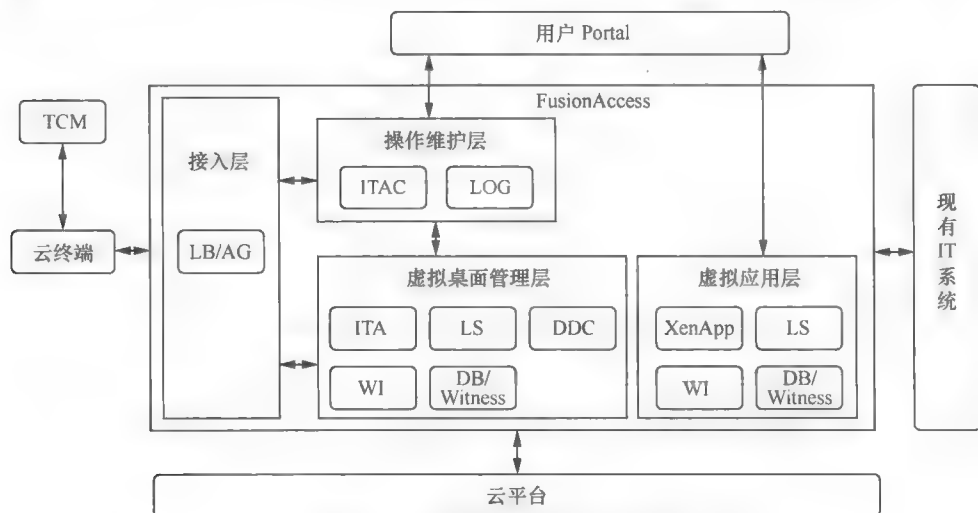 用户 Portal
FusionAccess
TCM
接入层
操作维护层
ITAC
LOG
云终端
LB/AG
现
有
IT
系
统
虚拟桌面管理层
虚拟应用层
ITA
LS
DDC
XenApp
LS
WI
DB/
Witness
WI
DB/
Witness
云平台